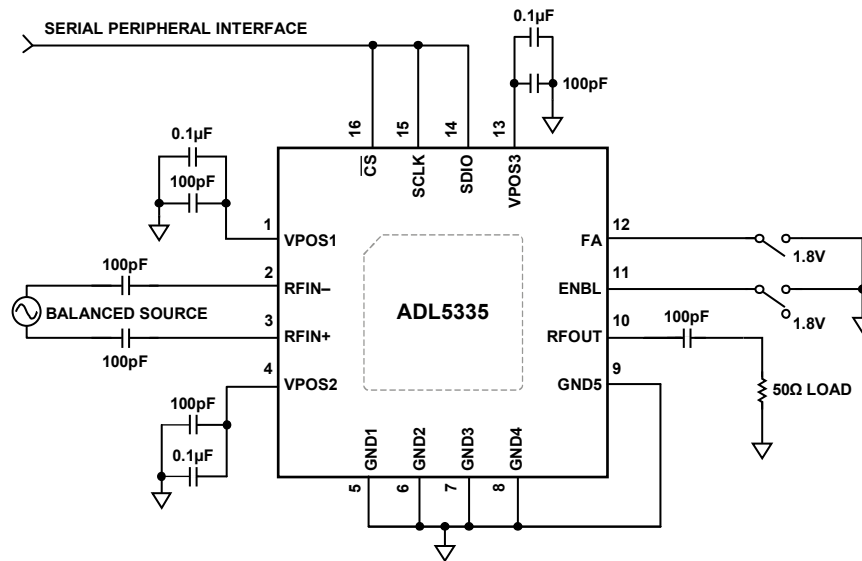 SERIAL PERIPHERAL INTERFACE
0.1µF
100pF
16
15
14
13
CS
SCLK
SDIO
VPOS3
0.1µF
100pF
1
VPOS1
100pF
2
RFIN–
BALANCED SOURCE
3
RFIN+
100pF
4
VPOS2
100pF
0.1µF
ADL5335
12
FA
1.8V
11
ENBL
1.8V
10
RFOUT
100pF
9
GND5
50Ω LOAD
GND1
GND2
GND3
GND4
5
6
7
8